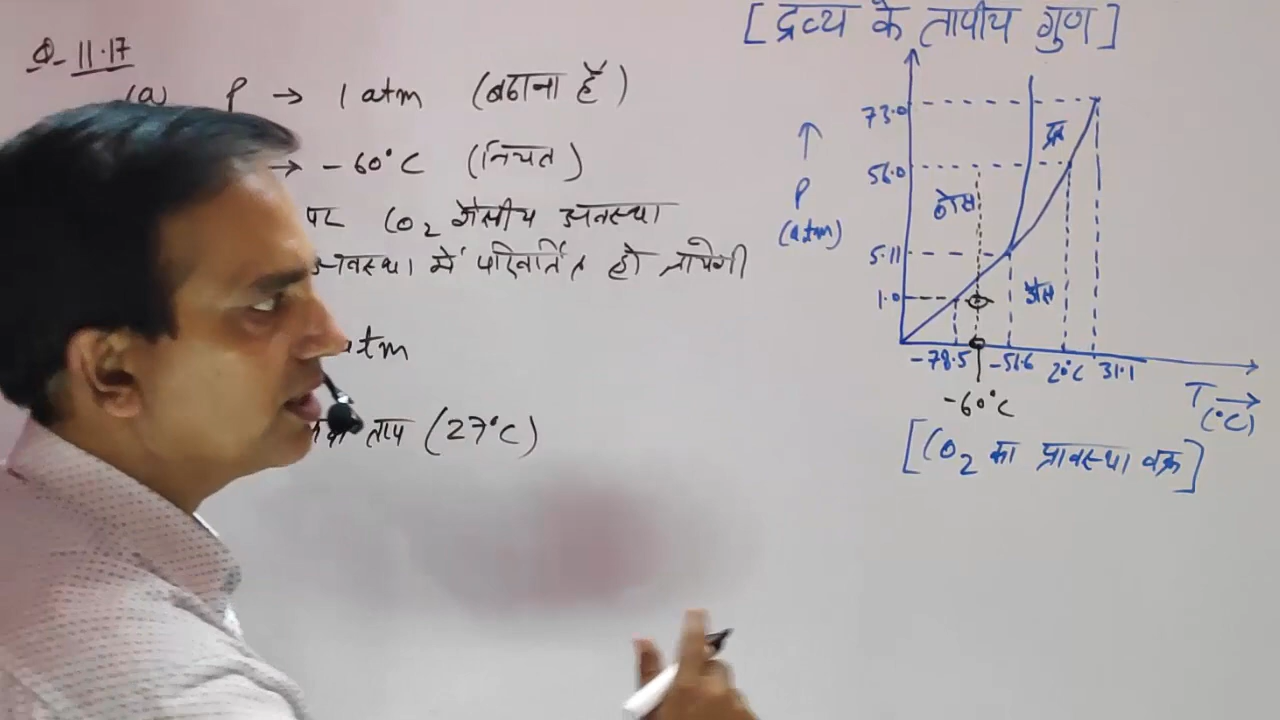 Q- 11.17
(a) P → 1 atm (बढाना है)
→ -60°C (नियत)
पर CO₂ गैसीय अवस्था
अवस्था में परिवर्तित हो जायेगी
atm
ताप (27°C)
[द्रव्य के तापीय गुण]
73.0
56.0
5.11
1.0
↑
P
(atm)
ठोस
द्रव
गैस
-78.5 -56.6 20°C 31.1
-60°C
T →
(°C)
[CO₂ का प्रावस्था वक्र]